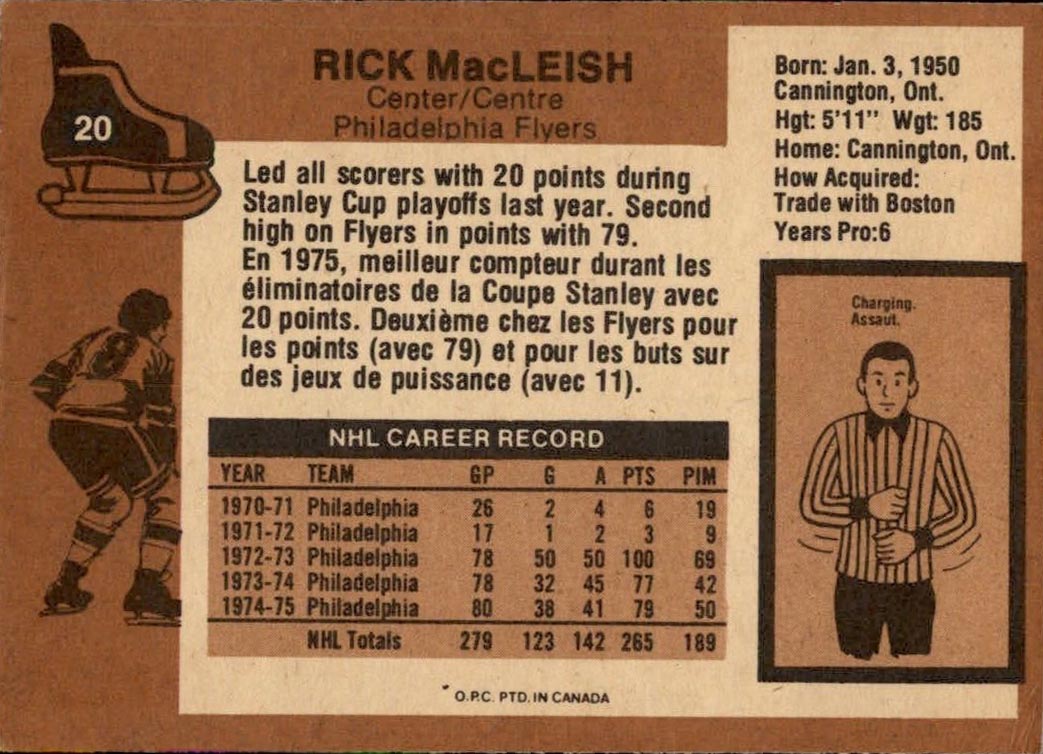 20
RICK MacLEISH
Center/Centre
Philadelphia Flyers
Born: Jan. 3, 1950
Cannington, Ont.
Hgt: 5'11" Wgt: 185
Home: Cannington, Ont.
How Acquired:
Trade with Boston
Years Pro:6
Led all scorers with 20 points during
Stanley Cup playoffs last year. Second
high on Flyers in points with 79.
En 1975, meilleur compteur durant les
éliminatoires de la Coupe Stanley avec
20 points. Deuxième chez les Flyers pour
les points (avec 79) et pour les buts sur
des jeux de puissance (avec 11).
Charging.
Assaut.
NHL CAREER RECORD
YEAR TEAM GP G A PTS PIM
1970-71 Philadelphia 26 2 4 6 19
1971-72 Philadelphia 17 1 2 3 9
1972-73 Philadelphia 78 50 50 100 69
1973-74 Philadelphia 78 32 45 77 42
1974-75 Philadelphia 80 38 41 79 50
NHL Totals 279 123 142 265 189
O.P.C. PTD. IN CANADA